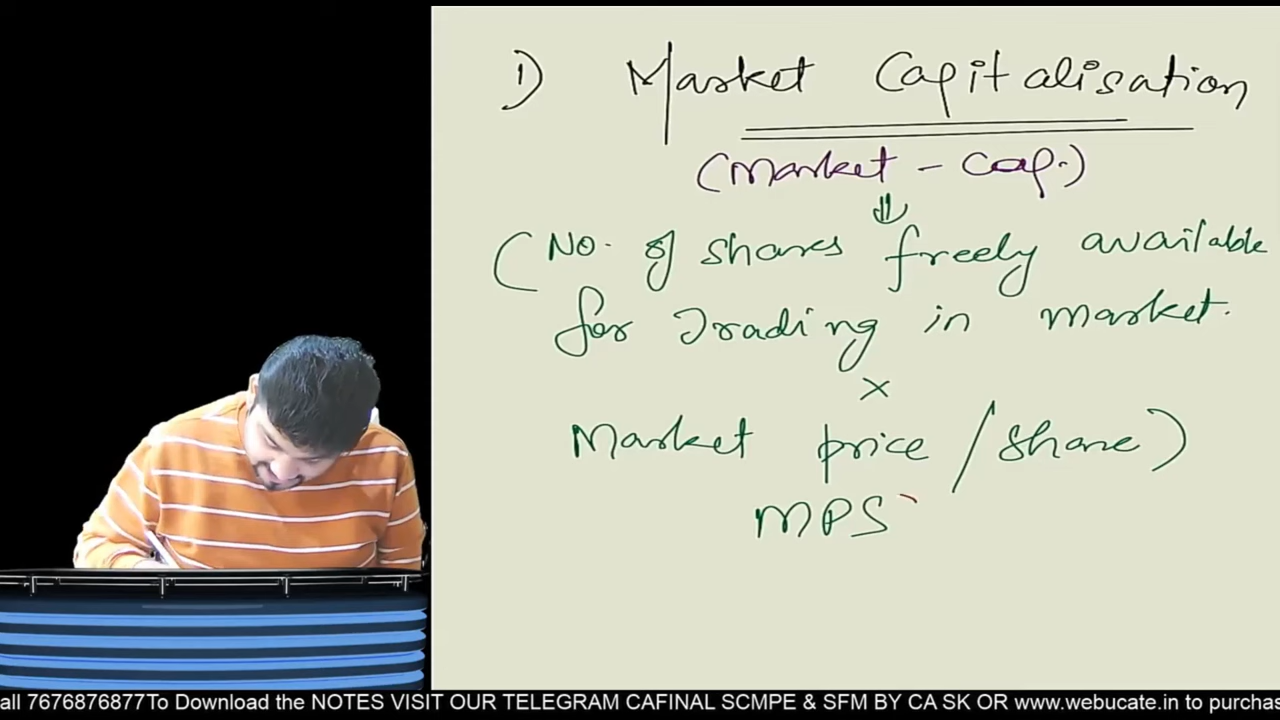 1) Market Capitalisation
(Market - Cap.)
(No. of shares freely available
for Trading in market.
x
Market price / share)
MPS
all 7676876877To Download the NOTES VISIT OUR TELEGRAM CAFINAL SCMPE & SFM BY CA SK OR www.webucate.in to purchas